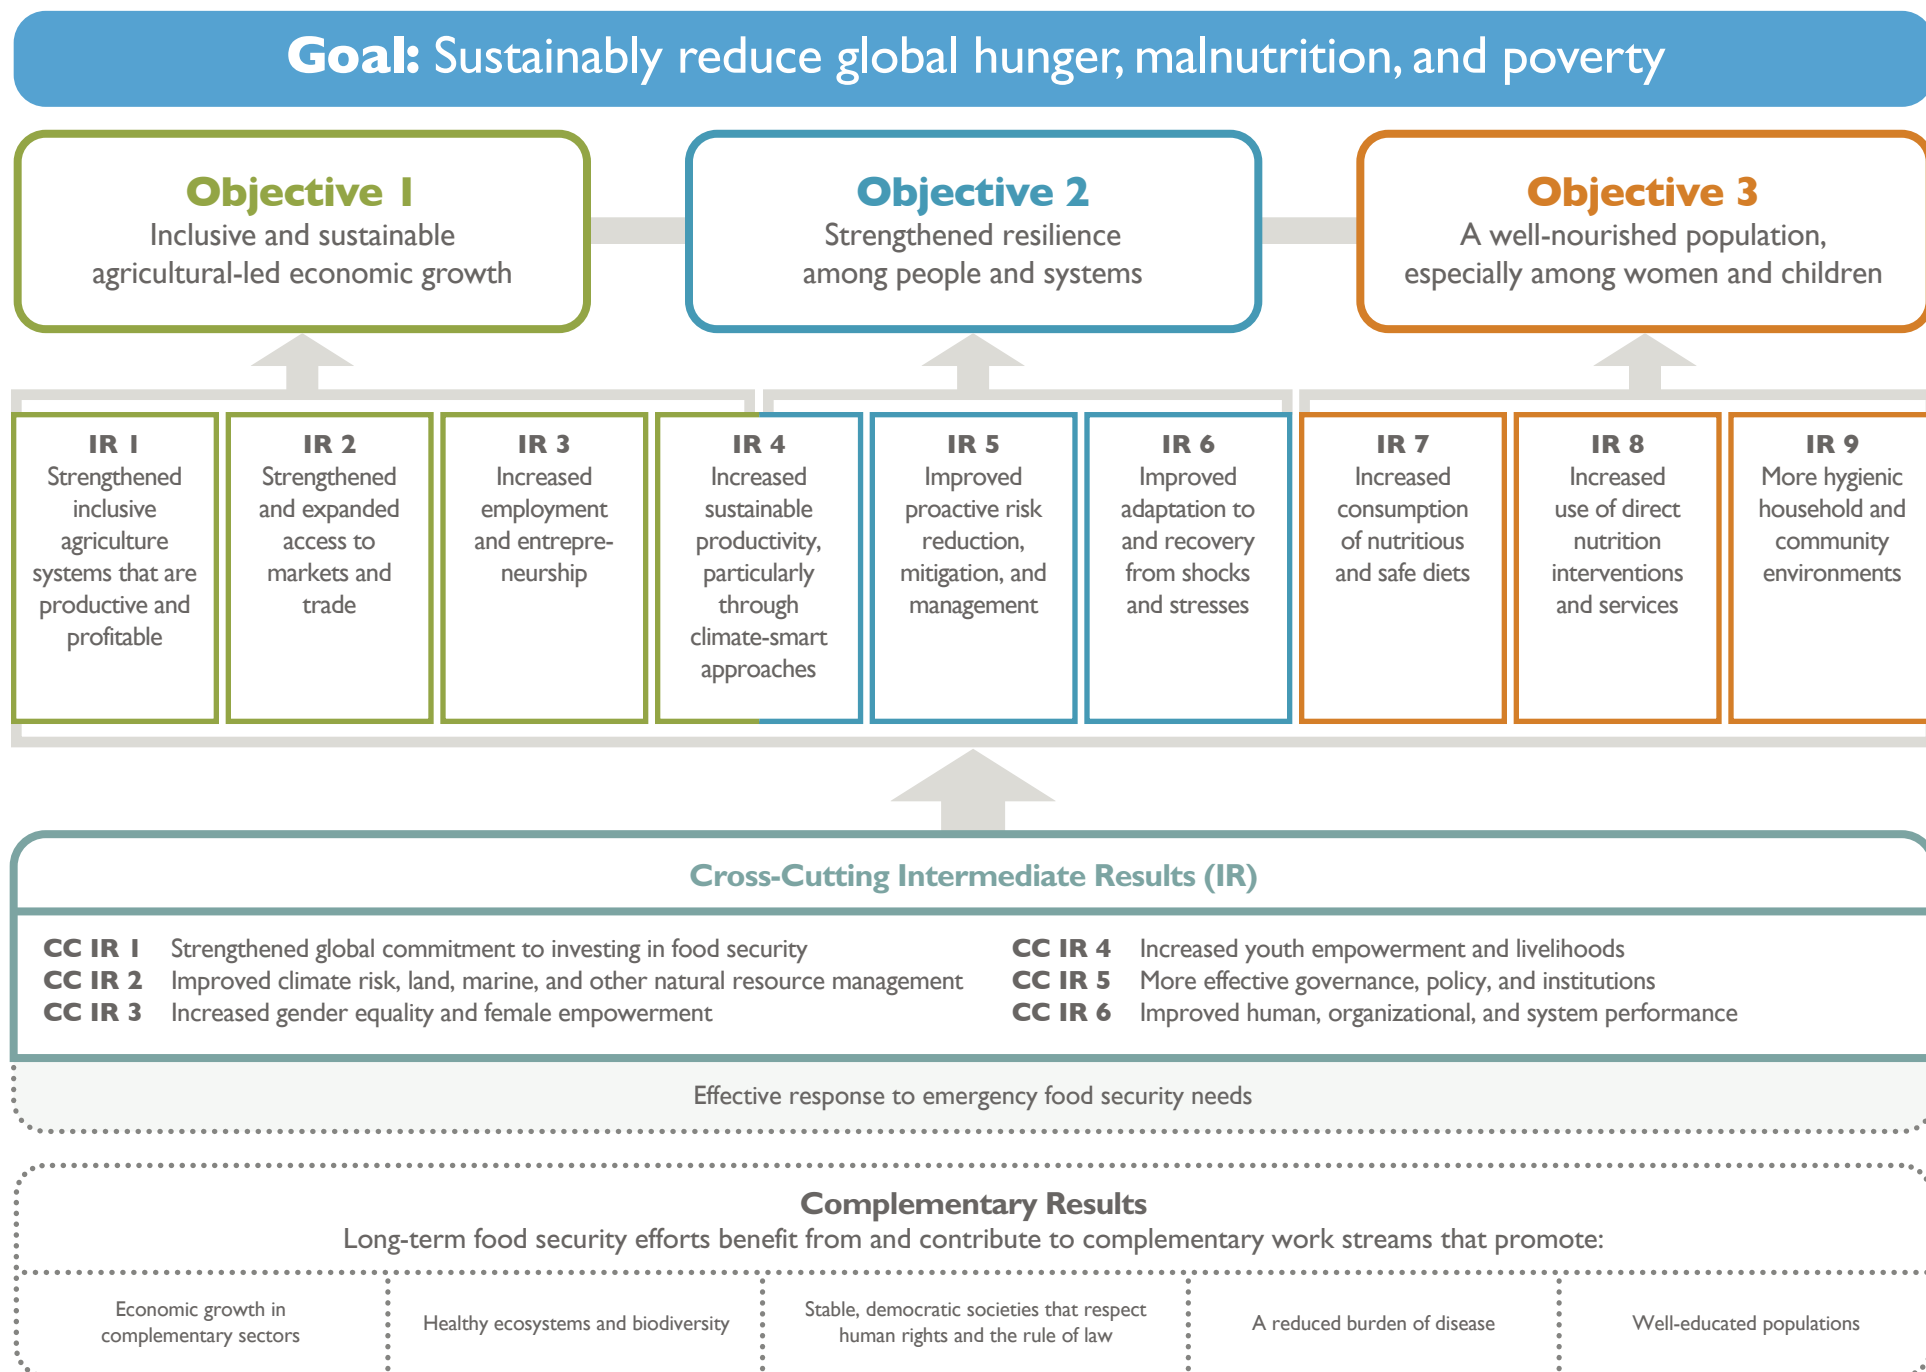 Goal: Sustainably reduce global hunger, malnutrition, and poverty
Objective 1
Inclusive and sustainable
agricultural-led economic growth
Objective 2
Strengthened resilience
among people and systems
Objective 3
A well-nourished population,
especially among women and children
IR 1
Strengthened
inclusive
agriculture
systems that are
productive and
profitable
IR 2
Strengthened
and expanded
access to
markets and
trade
IR 3
Increased
employment
and entrepre-
neurship
IR 4
Increased
sustainable
productivity,
particularly
through
climate-smart
approaches
IR 5
Improved
proactive risk
reduction,
mitigation, and
management
IR 6
Improved
adaptation to
and recovery
from shocks
and stresses
IR 7
Increased
consumption
of nutritious
and safe diets
IR 8
Increased
use of direct
nutrition
interventions
and services
IR 9
More hygienic
household and
community
environments
Cross-Cutting Intermediate Results (IR)
CC IR 1 Strengthened global commitment to investing in food security
CC IR 2 Improved climate risk, land, marine, and other natural resource management
CC IR 3 Increased gender equality and female empowerment
CC IR 4 Increased youth empowerment and livelihoods
CC IR 5 More effective governance, policy, and institutions
CC IR 6 Improved human, organizational, and system performance
Effective response to emergency food security needs
Complementary Results
Long-term food security efforts benefit from and contribute to complementary work streams that promote:
Economic growth in
complementary sectors
Healthy ecosystems and biodiversity
Stable, democratic societies that respect
human rights and the rule of law
A reduced burden of disease
Well-educated populations